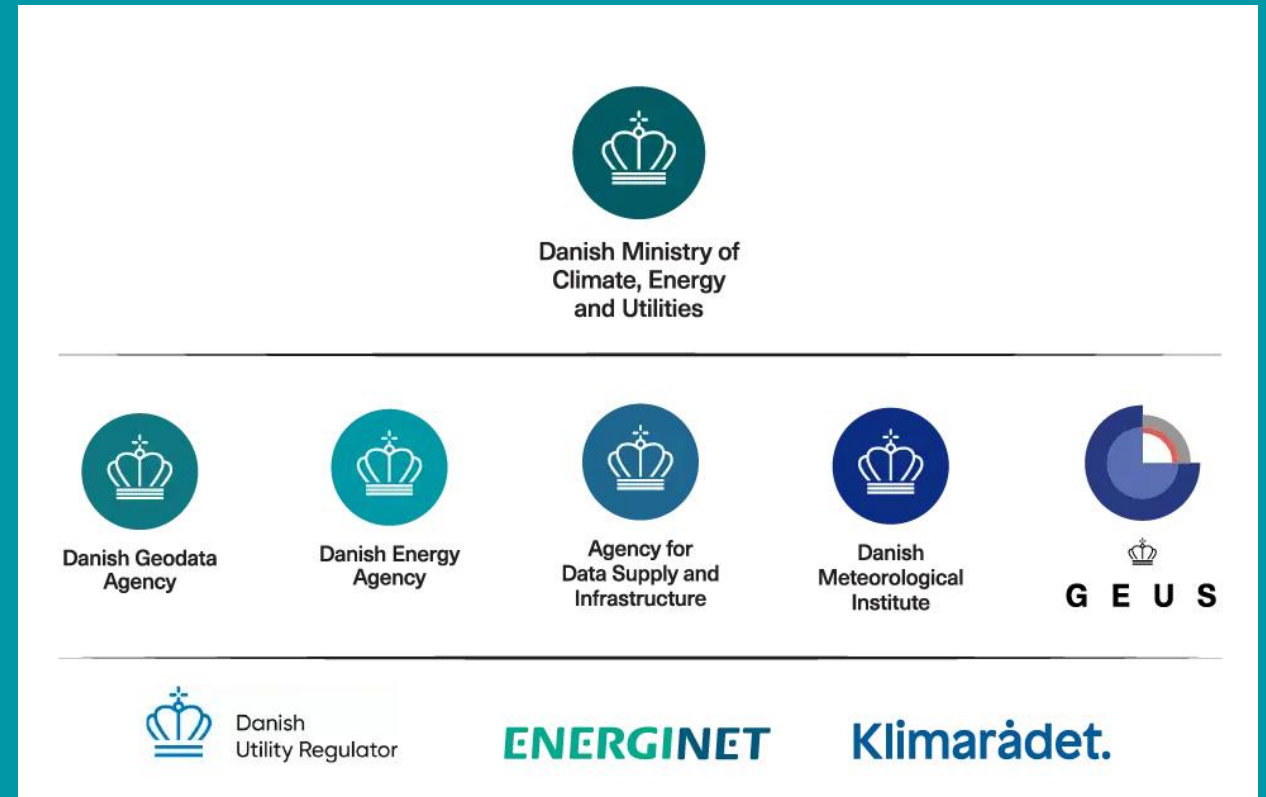 Danish Ministry of
Climate, Energy
and Utilities
Danish Geodata
Agency
Danish Energy
Agency
Agency for
Data Supply and
Infrastructure
Danish
Meteorological
Institute
G E U S
Danish
Utility Regulator
ENERGINET
Klimarådet.